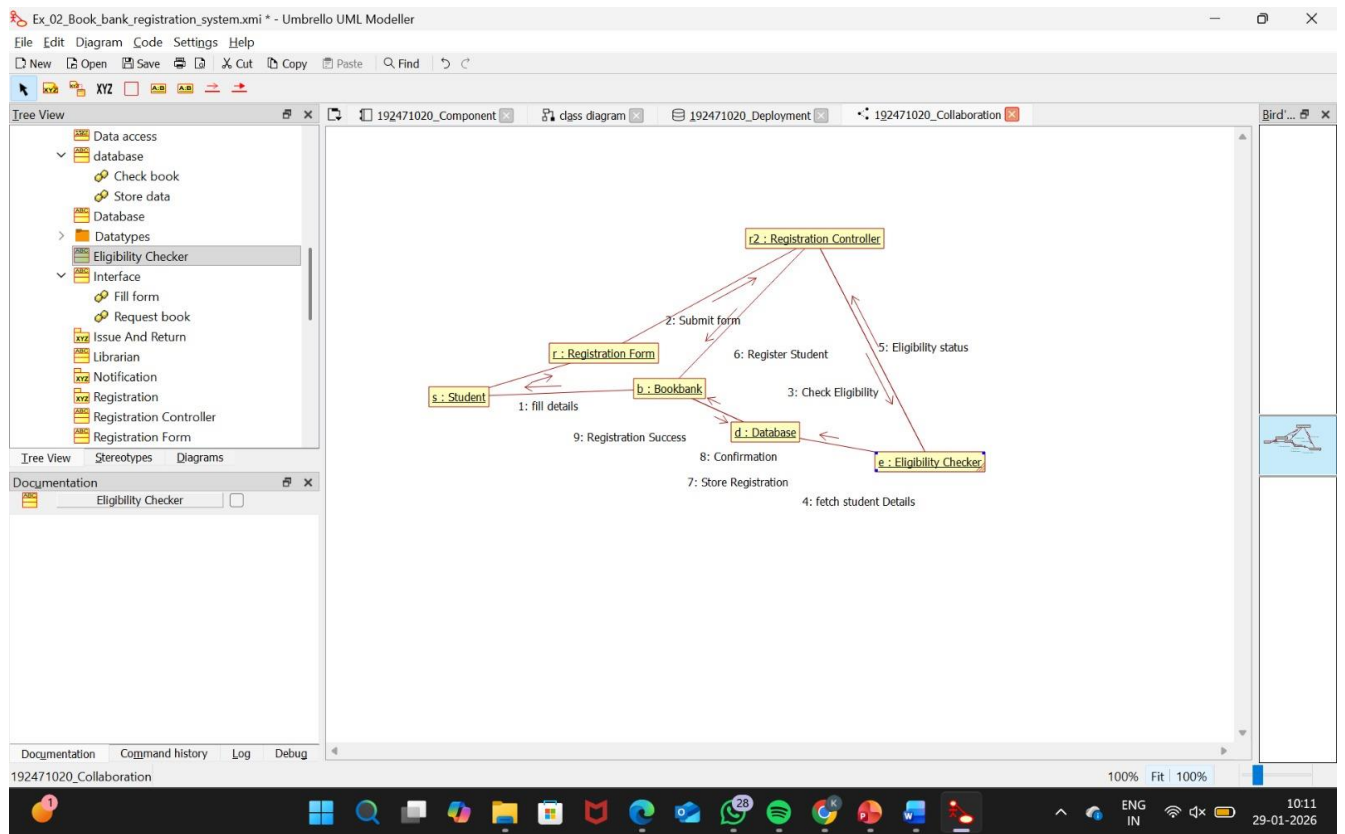 Ex_02_Book_bank_registration_system.xmi * - Umbrello UML Modeller
File Edit Diagram Code Settings Help
New Open Save Cut Copy Paste Find
XYZ XYZ A:B A:B
Tree View
192471020_Component class diagram 192471020_Deployment 192471020_Collaboration
Bird'...
Data access
database
Check book
Store data
Database
Datatypes
Eligibility Checker
Interface
Fill form
Request book
Issue And Return
Librarian
Notification
Registration
Registration Controller
Registration Form
Tree View Stereotypes Diagrams
Documentation
Eligibility Checker
r2 : Registration Controller
2: Submit form
r : Registration Form
6: Register Student
5: Eligibility status
s : Student
b : Bookbank
3: Check Eligibility
1: fill details
9: Registration Success
d : Database
8: Confirmation
e : Eligibility Checker
7: Store Registration
4: fetch student Details
Documentation Command history Log Debug
192471020_Collaboration
100% Fit 100%
1
28
K
ENG
IN
10:11
29-01-2026